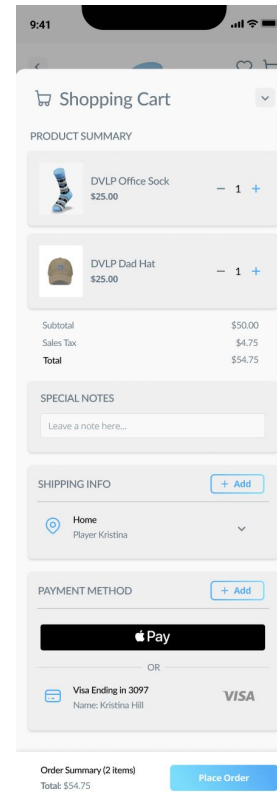 9:41
Shopping Cart
PRODUCT SUMMARY
DVLP Office Sock
$25.00
− 1 +
DVLP Dad Hat
$25.00
− 1 +
Subtotal $50.00
Sales Tax $4.75
Total $54.75
SPECIAL NOTES
Leave a note here...
SHIPPING INFO + Add
Home
Player Kristina
PAYMENT METHOD + Add
Pay
OR
Visa Ending in 3097
Name: Kristina Hill
VISA
Order Summary (2 items)
Total: $54.75
Place Order